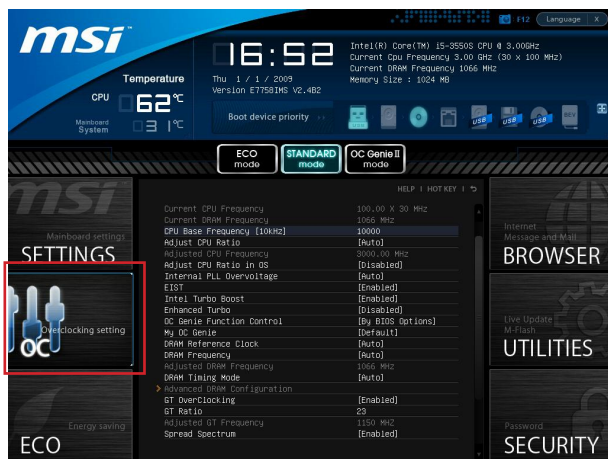 msi
F12 Language X
16:52
Temperature
CPU 62°C
Mainboard
System 31°C
Thu 1 / 1 / 2009
Version E7758IMS V2.4B2
Intel(R) Core(TM) i5-3550S CPU @ 3.00GHz
Current Cpu Frequency 3.00 GHz (30 x 100 MHz)
Current DRAM Frequency 1066 MHz
Memory Size : 1024 MB
Boot device priority
USB USB USB REV
ECO mode
STANDARD mode
OC Genie II mode
HELP | HOT KEY |
msi
Mainboard settings
SETTINGS
Overclocking setting
OC
Energy saving
ECO
Current CPU Frequency 100.00 X 30 MHz
Current DRAM Frequency 1066 MHz
CPU Base Frequency [10kHz] 10000
Adjust CPU Ratio [Auto]
Adjusted CPU Frequency 3000.00 MHz
Adjust CPU Ratio in OS [Disabled]
Internal PLL Overvoltage [Auto]
EIST [Enabled]
Intel Turbo Boost [Enabled]
Enhanced Turbo [Disabled]
OC Genie Function Control [By BIOS Options]
My OC Genie [Default]
DRAM Reference Clock [Auto]
DRAM Frequency [Auto]
Adjusted DRAM Frequency 1066 MHz
DRAM Timing Mode [Auto]
Advanced DRAM Configuration
GT OverClocking [Enabled]
GT Ratio 23
Adjusted GT Frequency 1150 MHZ
Spread Spectrum [Enabled]
Internet
Message and Mail
BROWSER
Live Update
M-Flash
UTILITIES
Password
SECURITY